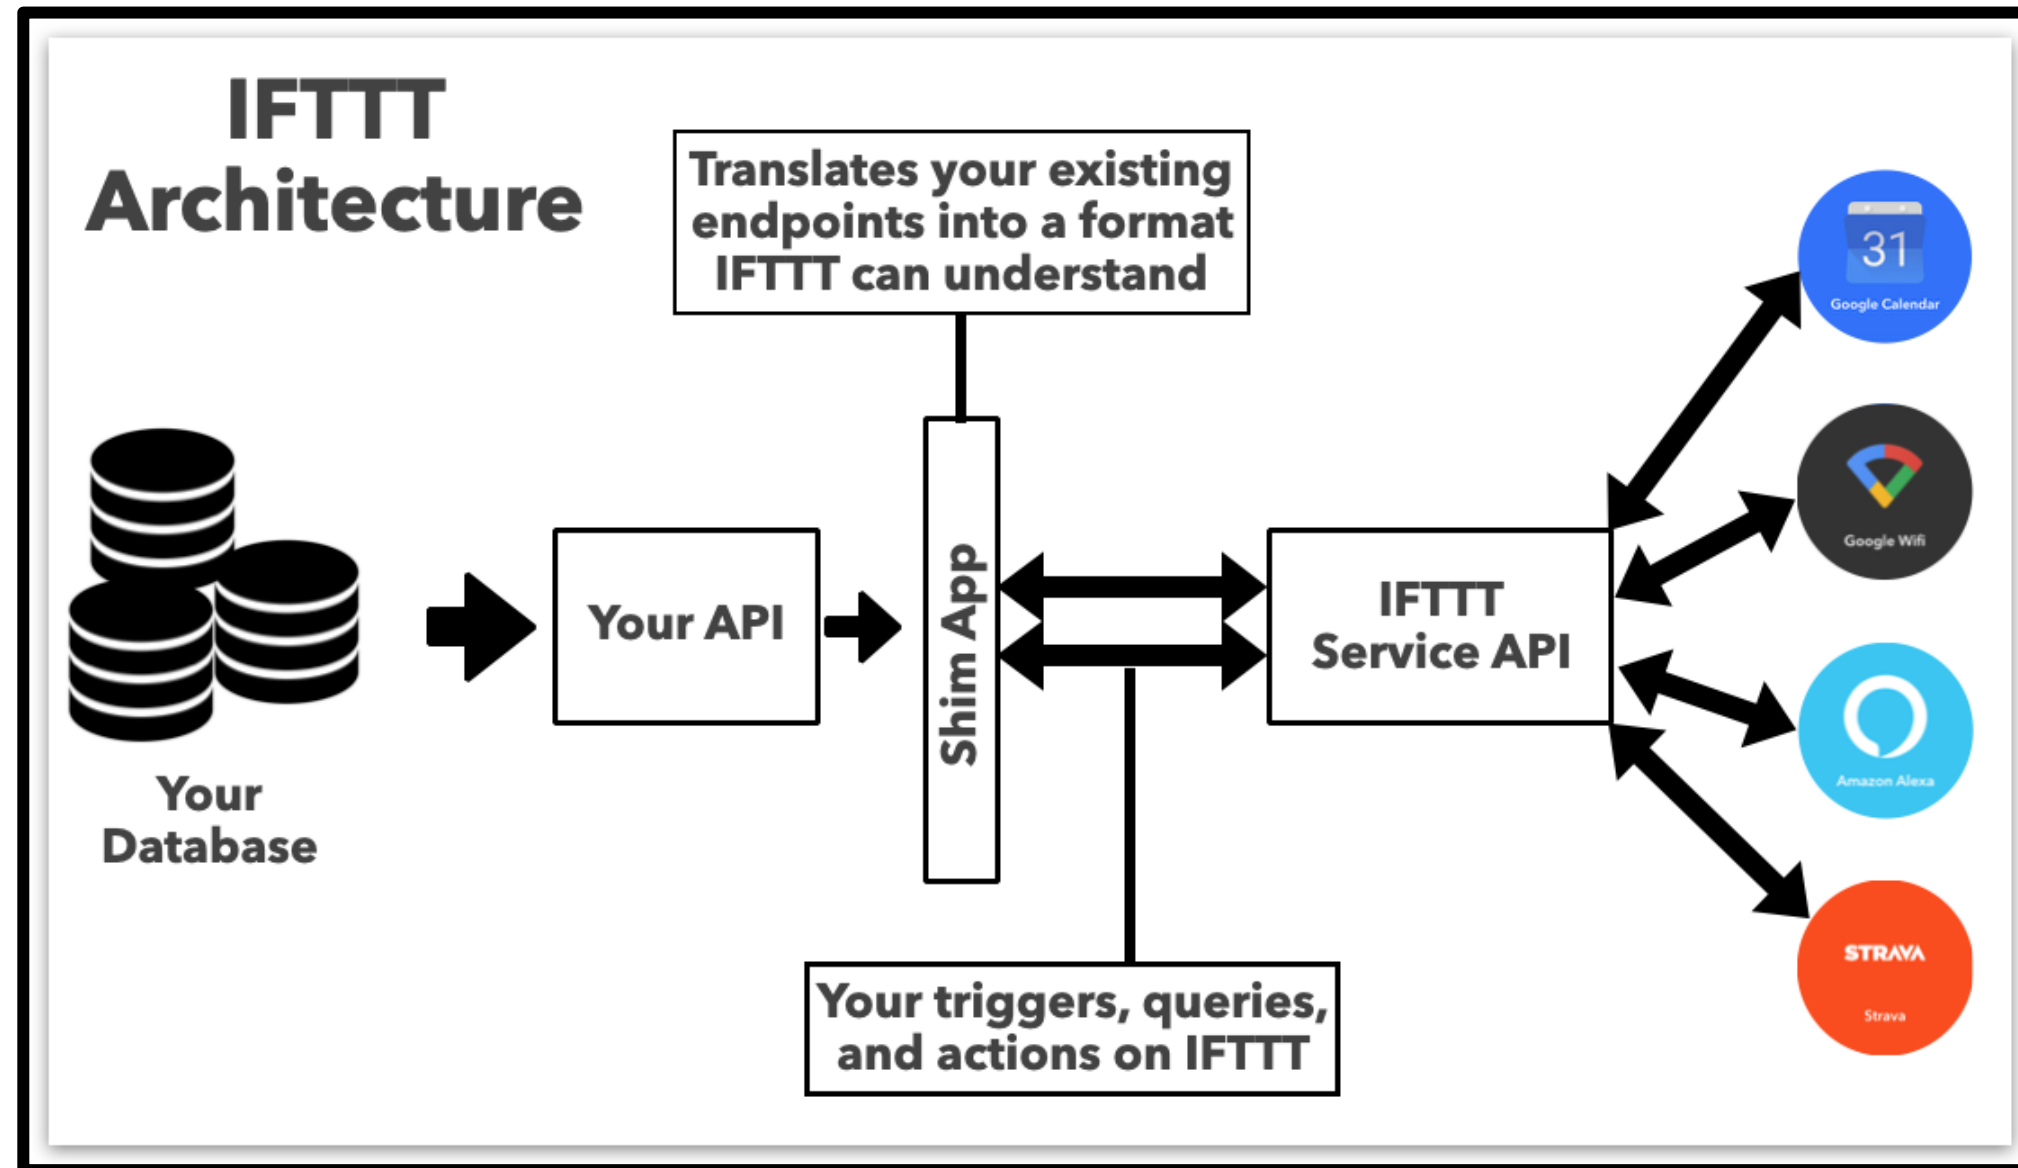 IFTTT
Architecture
Translates your existing
endpoints into a format
IFTTT can understand
31
Google Calendar
Google Wifi
Your API
Shim App
IFTTT
Service API
Amazon Alexa
Your
Database
STRAVA
Strava
Your triggers, queries,
and actions on IFTTT